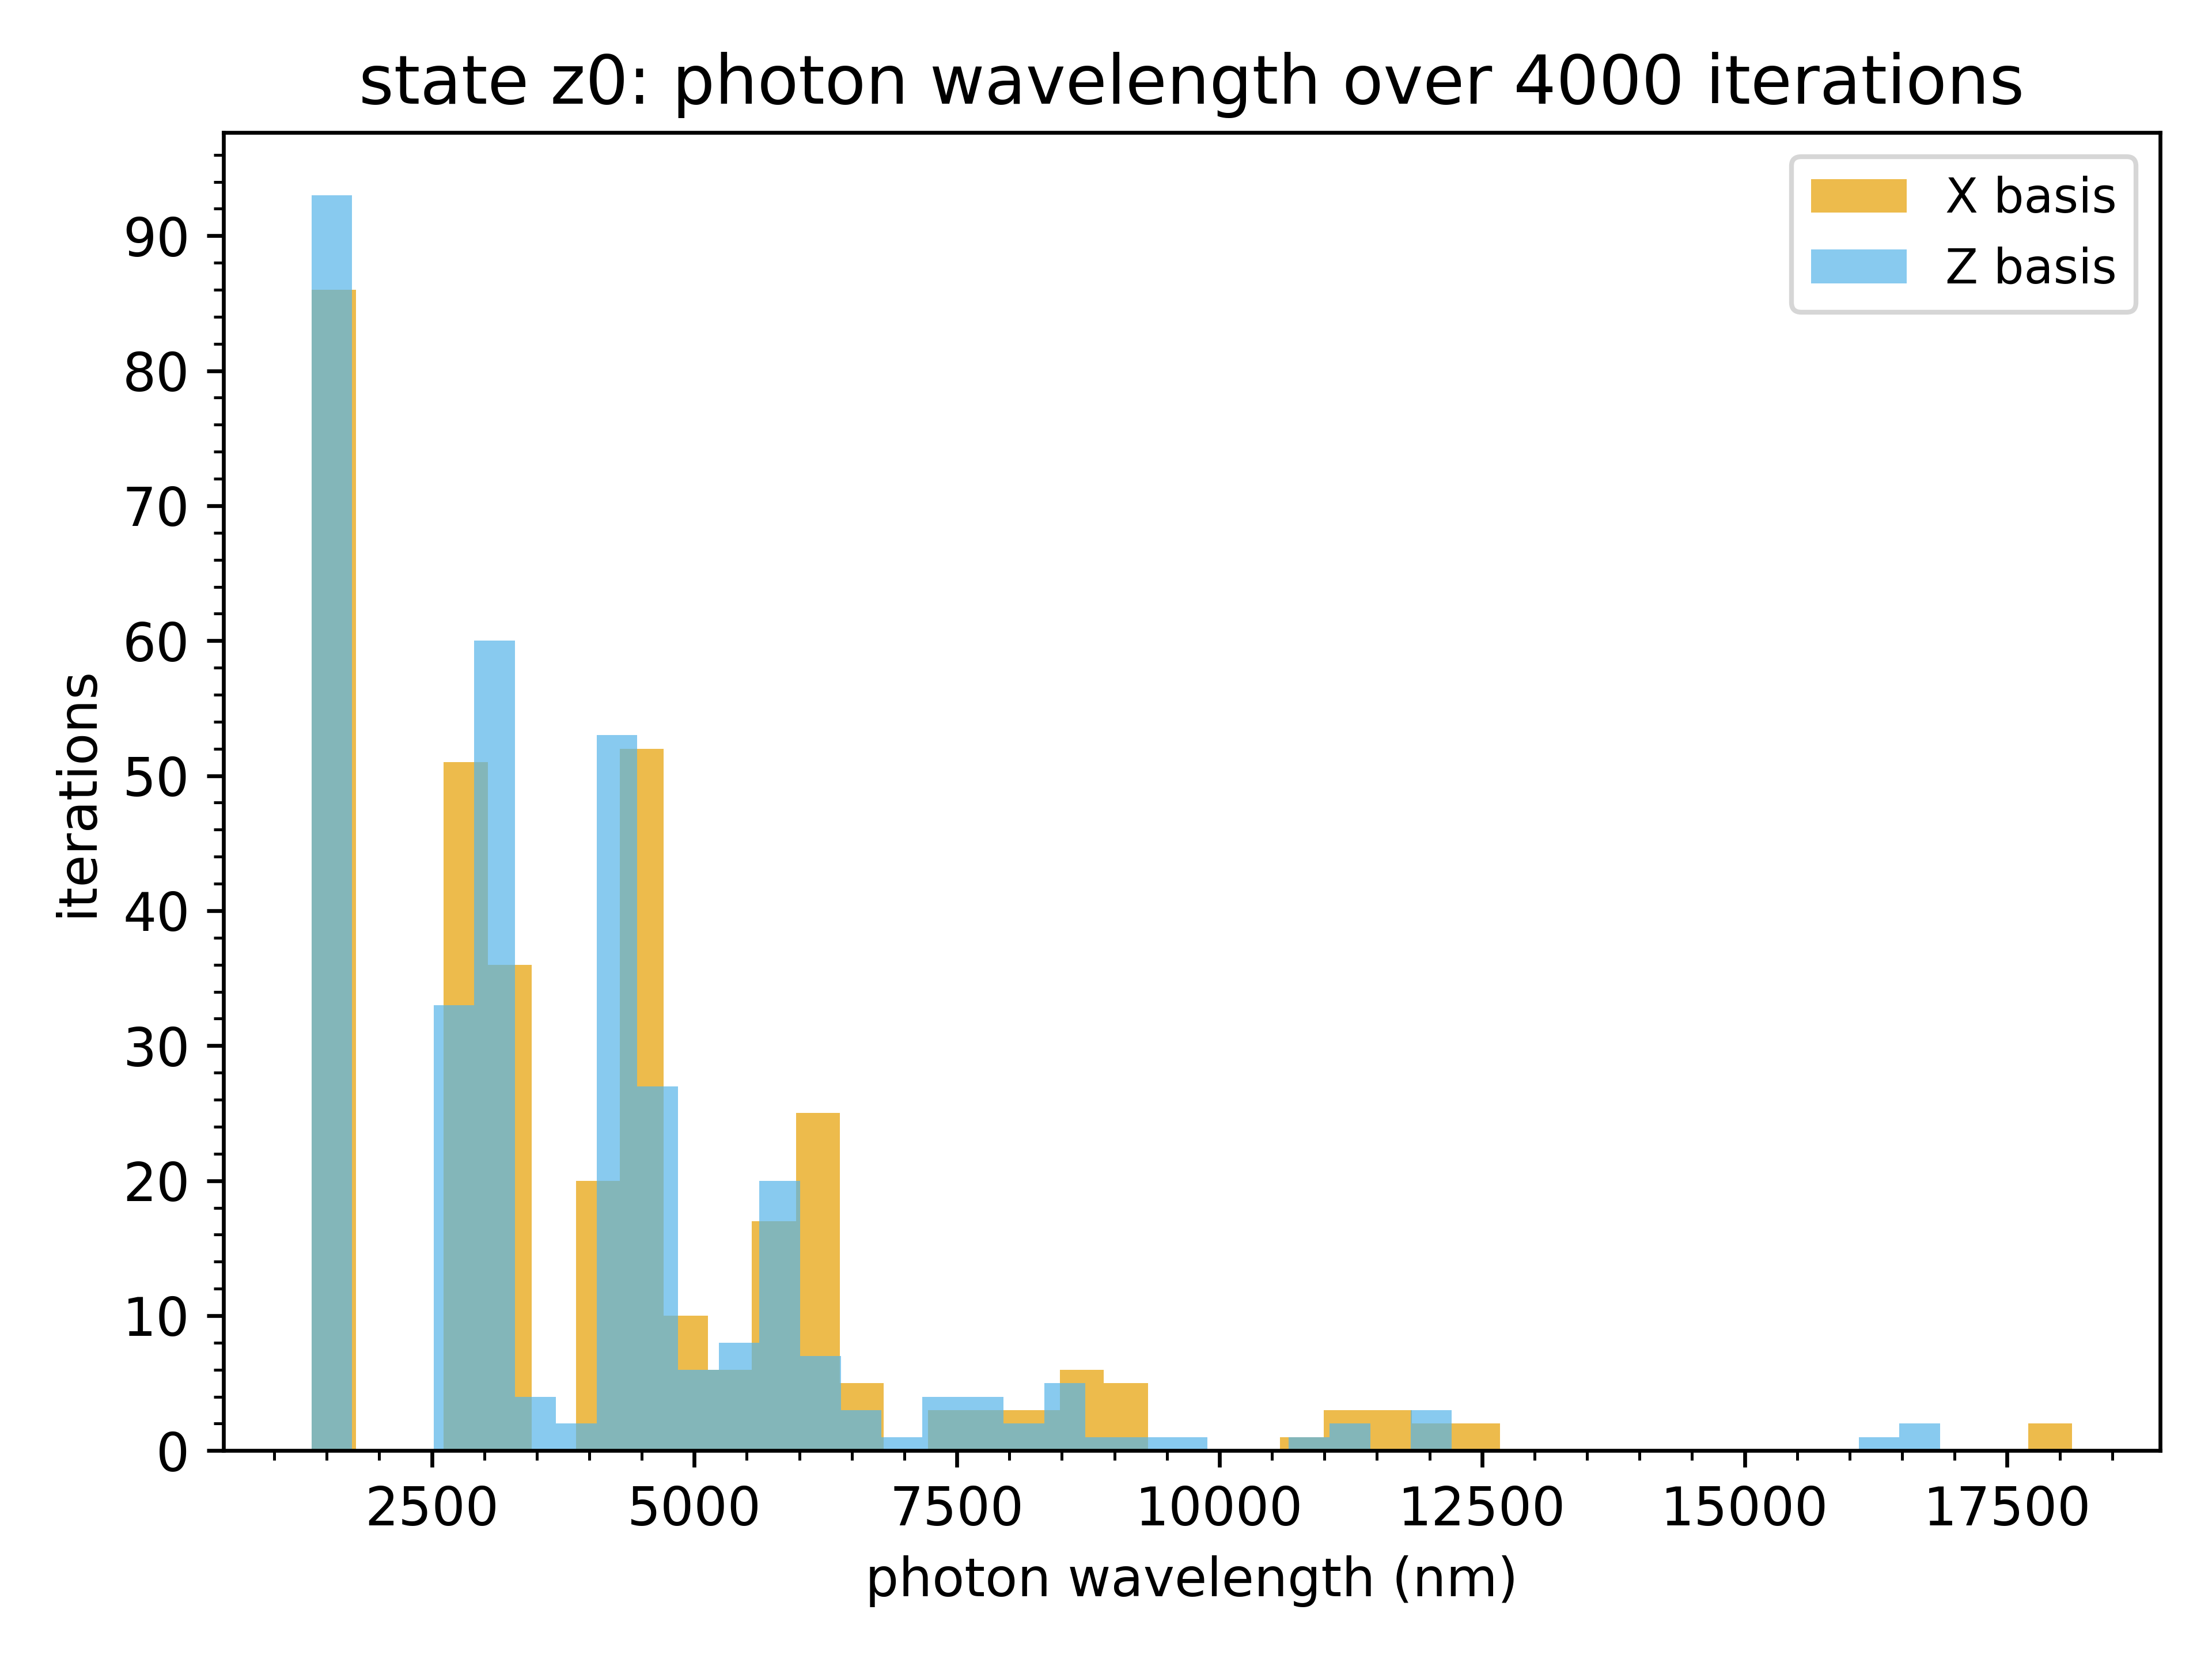 state z0: photon wavelength over 4000 iterations
X basis
Z basis
90
80
70
60
50
40
30
20
10
0
iterations
2500 5000 7500 10000 12500 15000 17500
photon wavelength (nm)